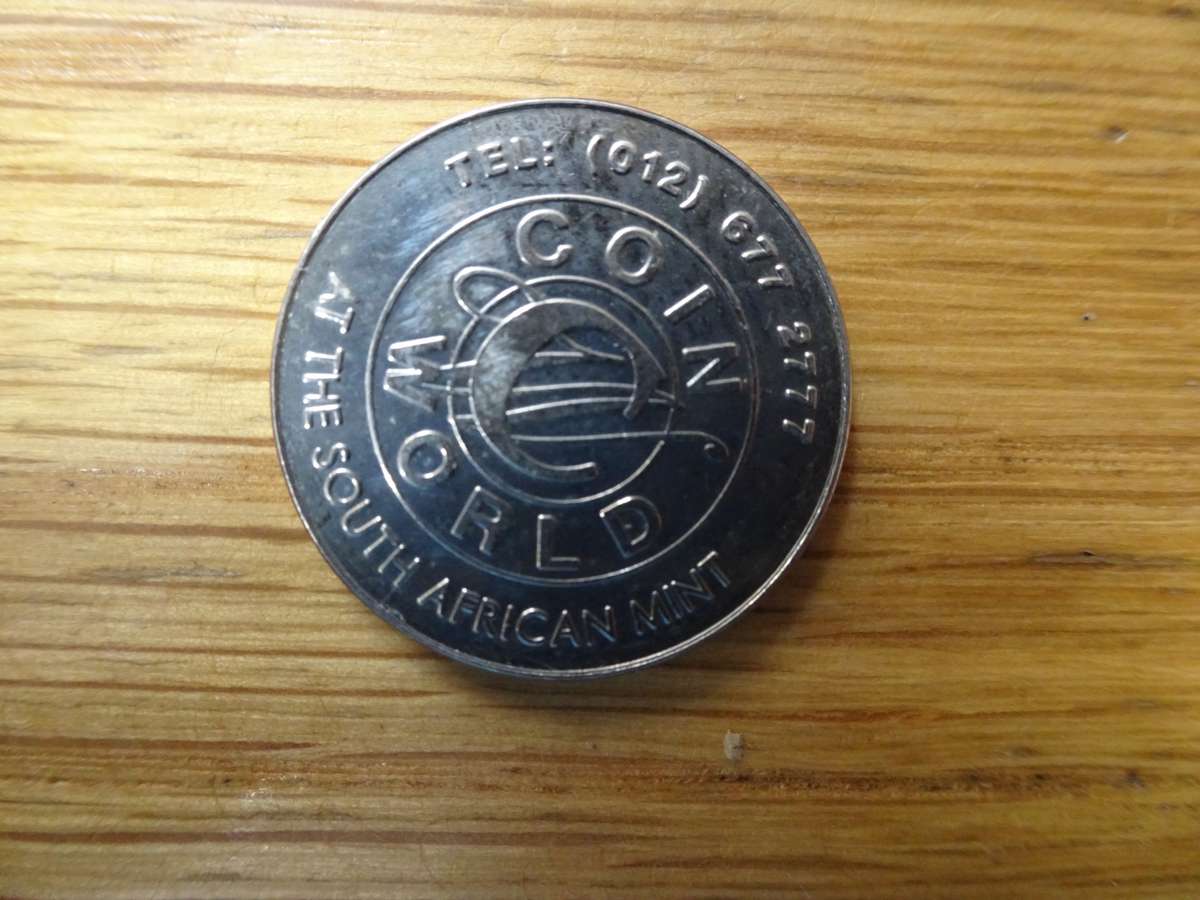 TEL: (012) 677 2777
COIN
WORLD
AT THE SOUTH AFRICAN MINT